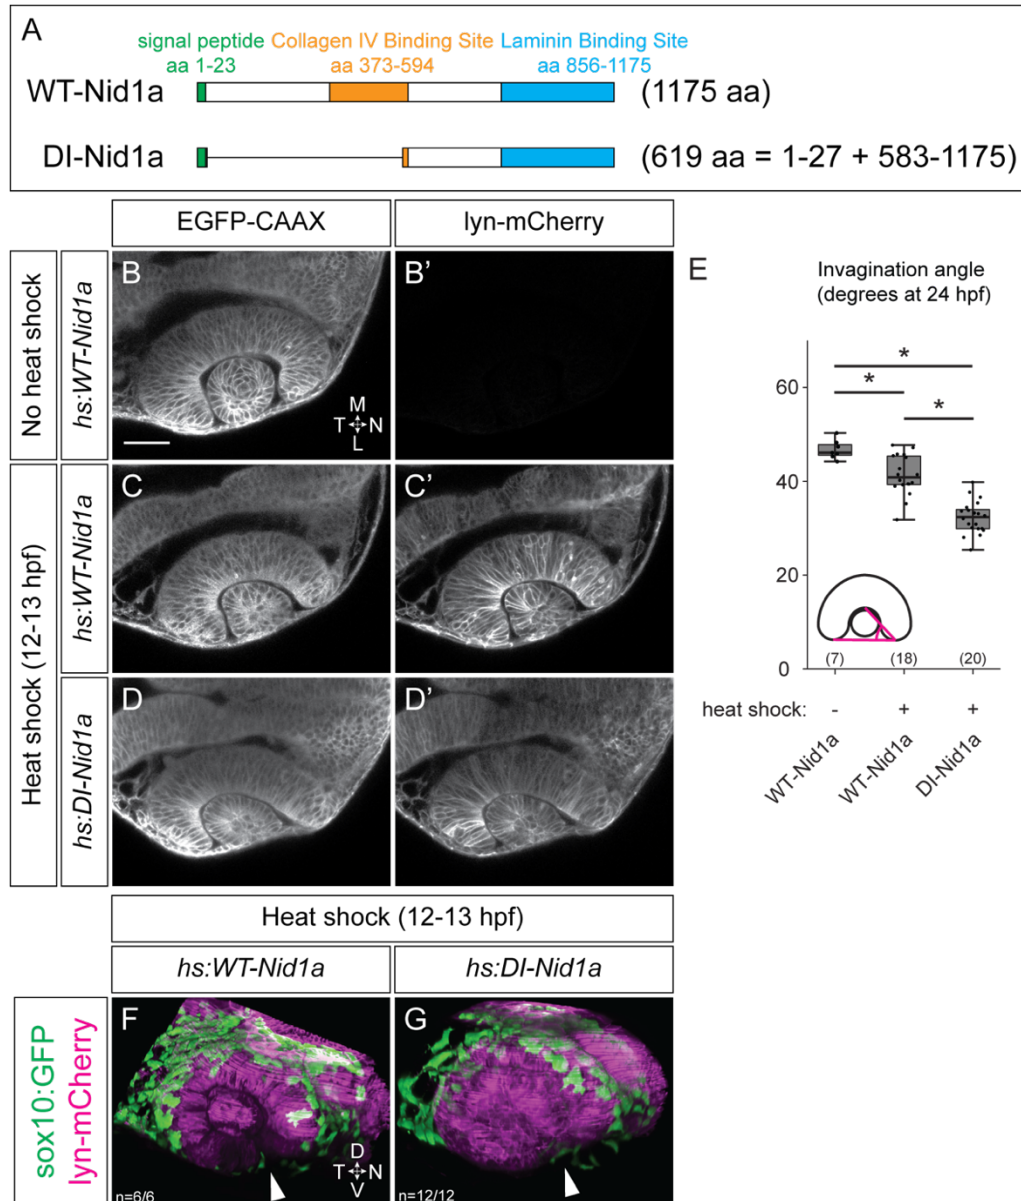 A
signal peptide Collagen IV Binding Site Laminin Binding Site
aa 1-23 aa 373-594 aa 856-1175
WT-Nid1a (1175 aa)
DI-Nid1a (619 aa = 1-27 + 583-1175)
EGFP-CAAX lyn-mCherry
No heat shock
hs:WT-Nid1a
B B'
M
T N
L
Heat shock (12-13 hpf)
hs:WT-Nid1a
C C'
hs:DI-Nid1a
D D'
E
Invagination angle
(degrees at 24 hpf)
* * *
60
40
20
0
(7) (18) (20)
heat shock: - + +
WT-Nid1a WT-Nid1a DI-Nid1a
Heat shock (12-13 hpf)
hs:WT-Nid1a hs:DI-Nid1a
sox10:GFP
lyn-mCherry
F G
D
T N
V
n=6/6 n=12/12